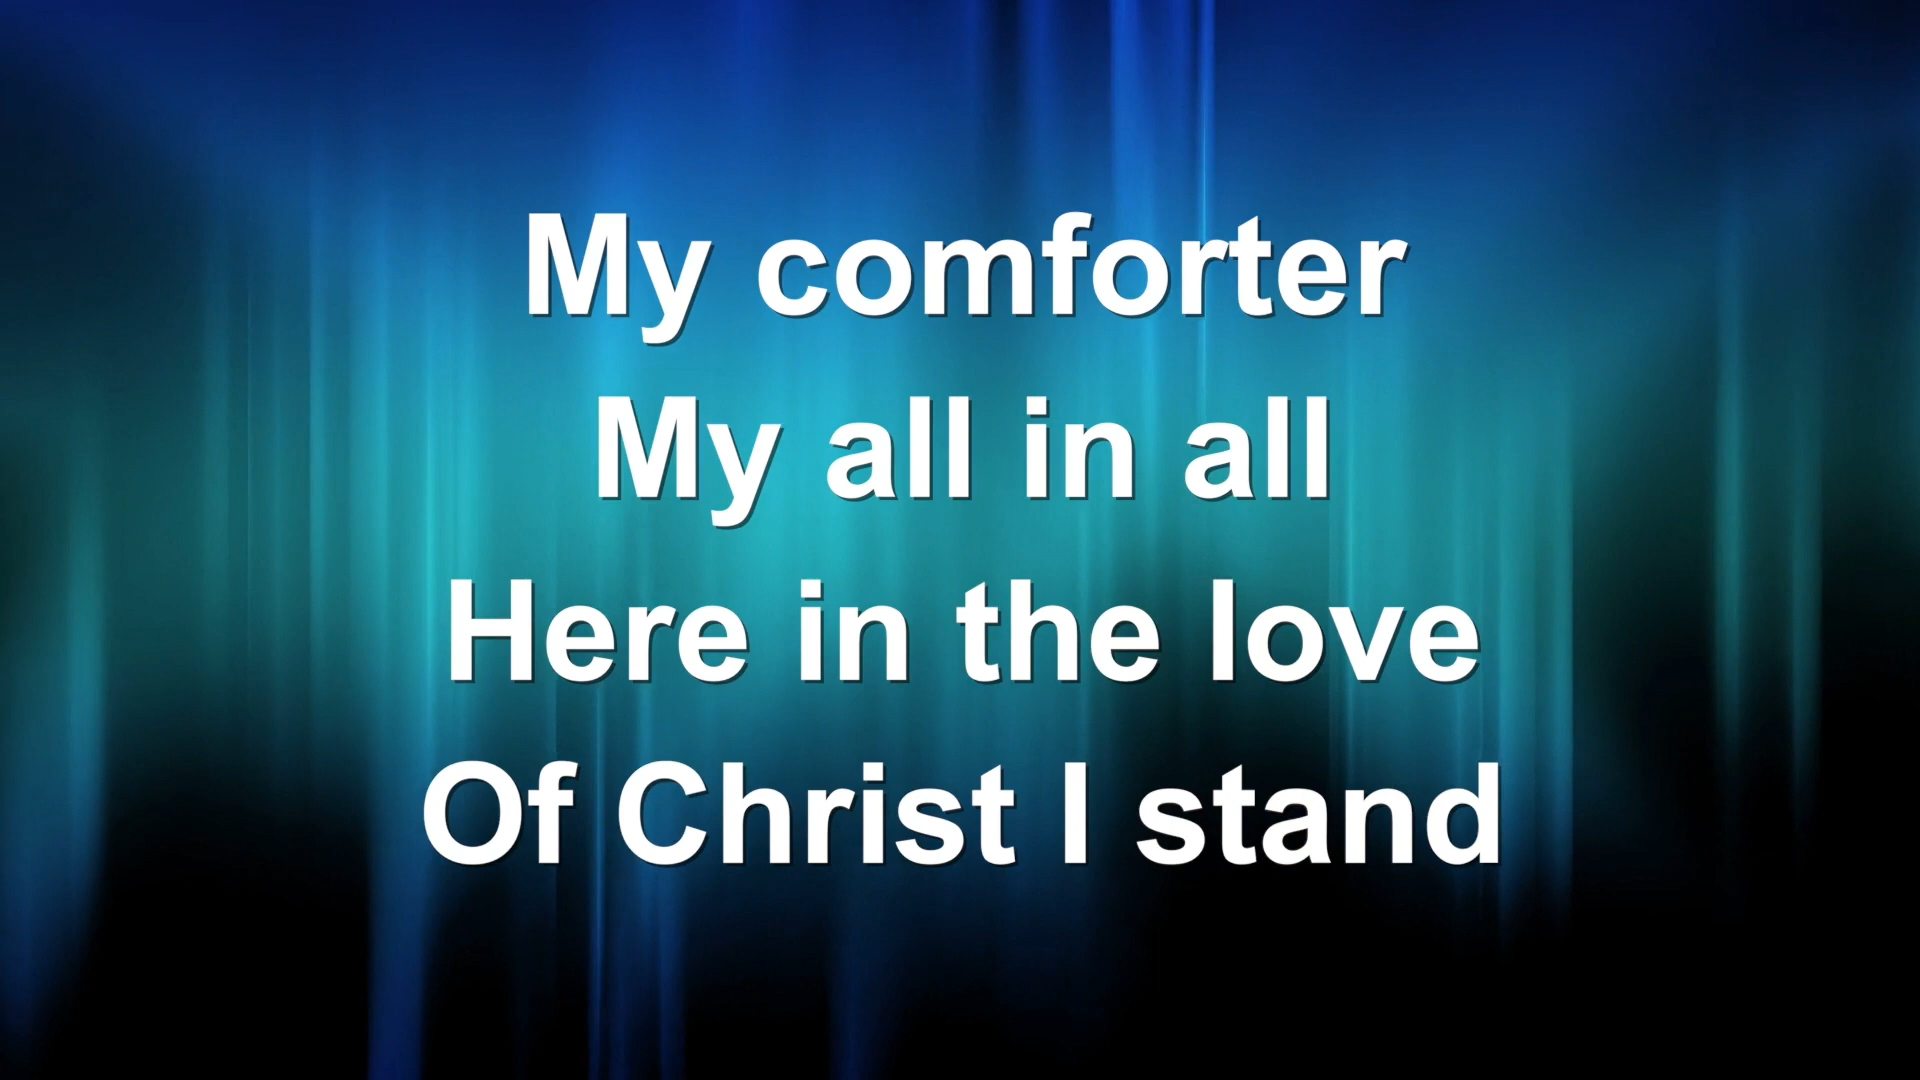 My comforter
My all in all
Here in the love
Of Christ I stand